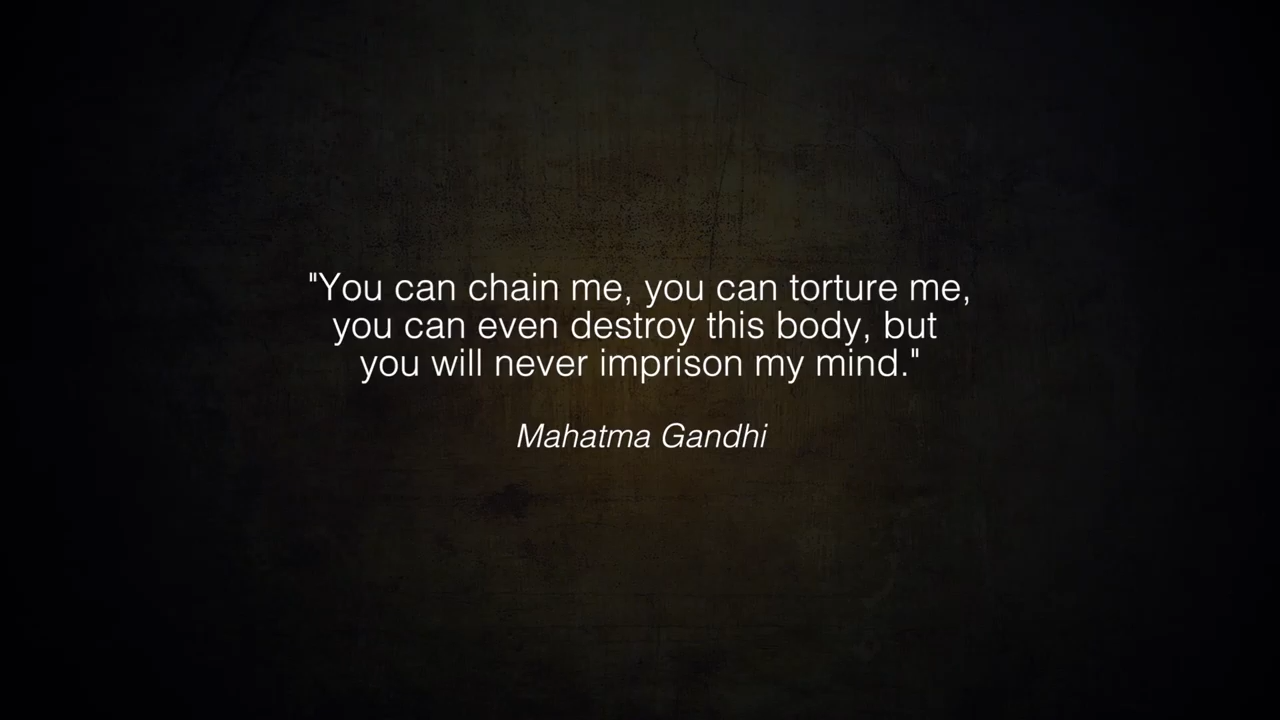 "You can chain me, you can torture me,
you can even destroy this body, but
you will never imprison my mind."
Mahatma Gandhi